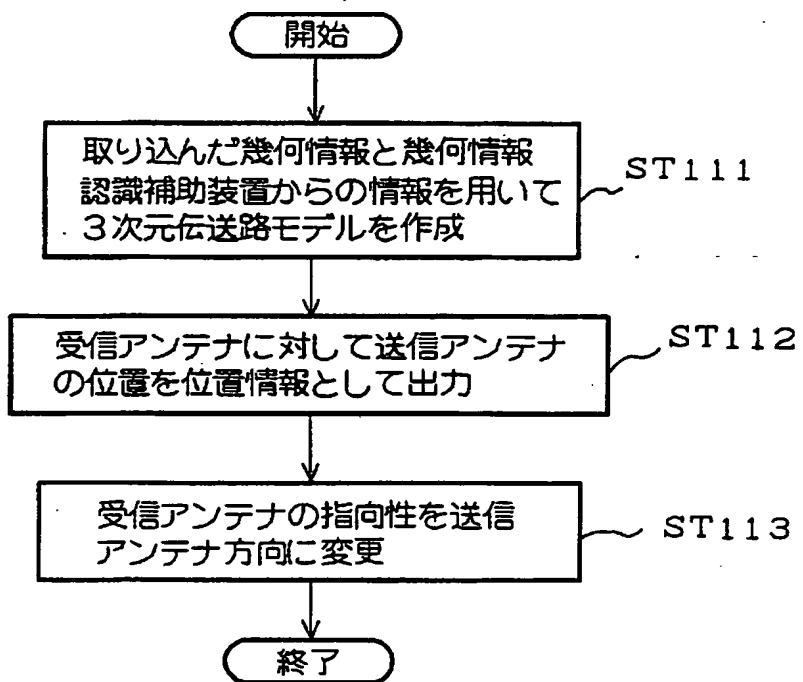 開始
取り込んだ幾何情報と幾何情報
認識補助装置からの情報を用いて
3次元伝送路モデルを作成
ST111
受信アンテナに対して送信アンテナ
の位置を位置情報として出力
ST112
受信アンテナの指向性を送信
アンテナ方向に変更
ST113
終了